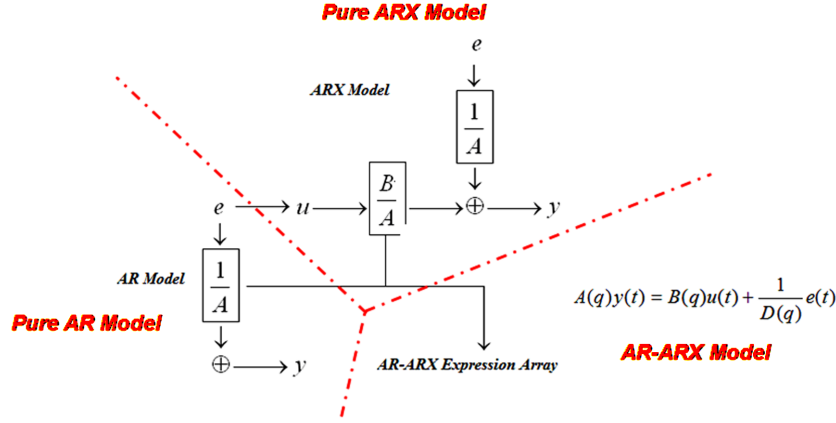 Pure ARX Model
e
ARX Model
1
A
B
A
e
u
⊕
y
AR Model
1
A
A(q)y(t) = B(q)u(t) + 1/D(q) e(t)
Pure AR Model
AR-ARX Model
⊕
y
AR-ARX Expression Array